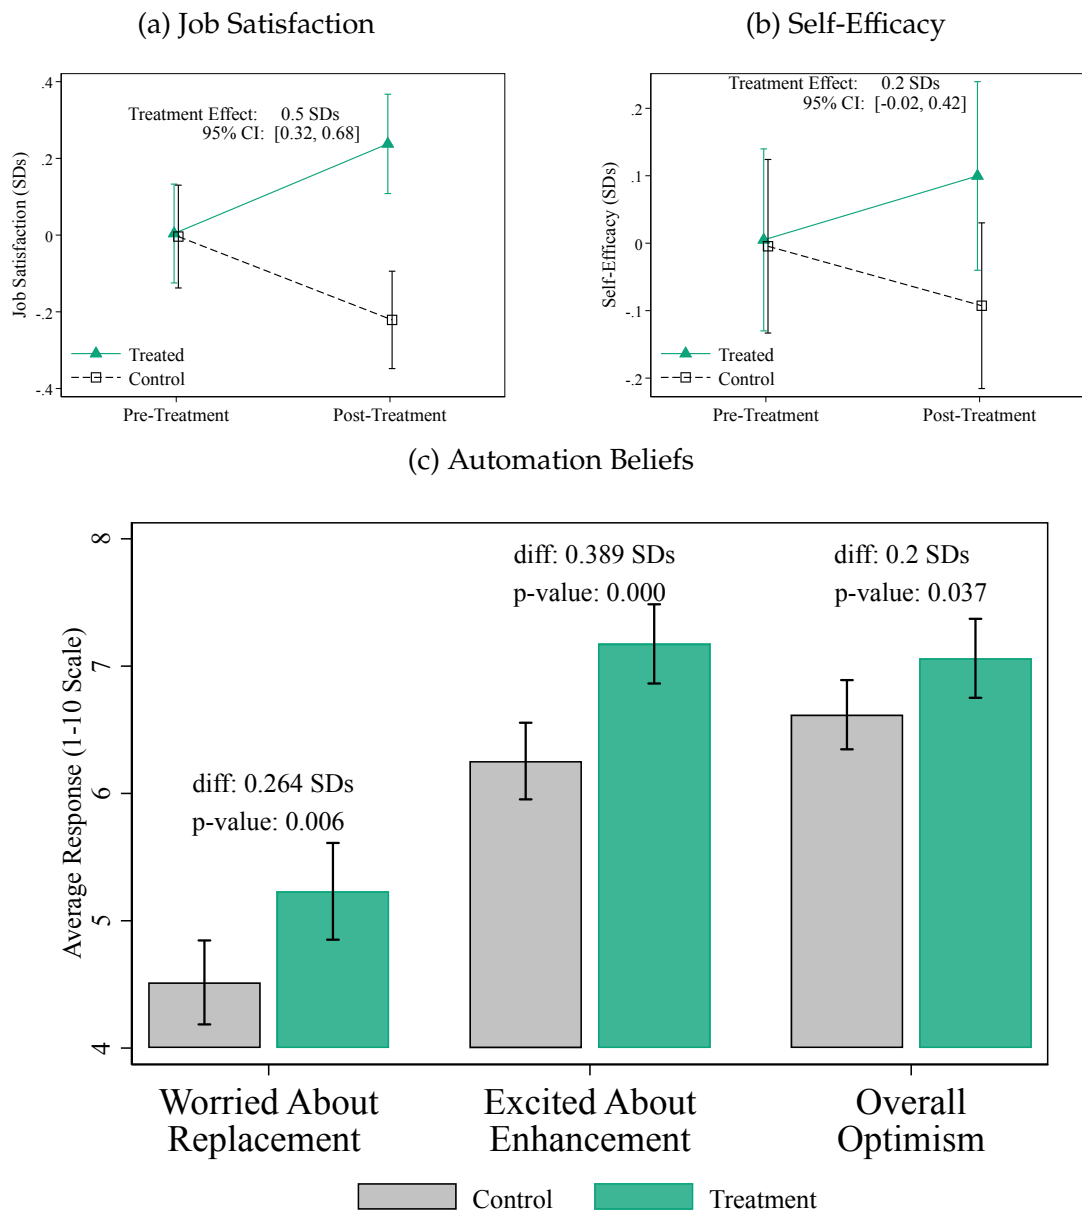 (a) Job Satisfaction
Job Satisfaction (SDs)
.4
.2
0
-.2
-.4
Treatment Effect: 0.5 SDs
95% CI: [0.32, 0.68]
Treated
Control
Pre-Treatment
Post-Treatment
(b) Self-Efficacy
Self-Efficacy (SDs)
.2
.1
0
-.1
-.2
Treatment Effect: 0.2 SDs
95% CI: [-0.02, 0.42]
Treated
Control
Pre-Treatment
Post-Treatment
(c) Automation Beliefs
Average Response (1-10 Scale)
8
7
6
5
4
diff: 0.264 SDs
p-value: 0.006
diff: 0.389 SDs
p-value: 0.000
diff: 0.2 SDs
p-value: 0.037
Worried About
Replacement
Excited About
Enhancement
Overall
Optimism
Control
Treatment